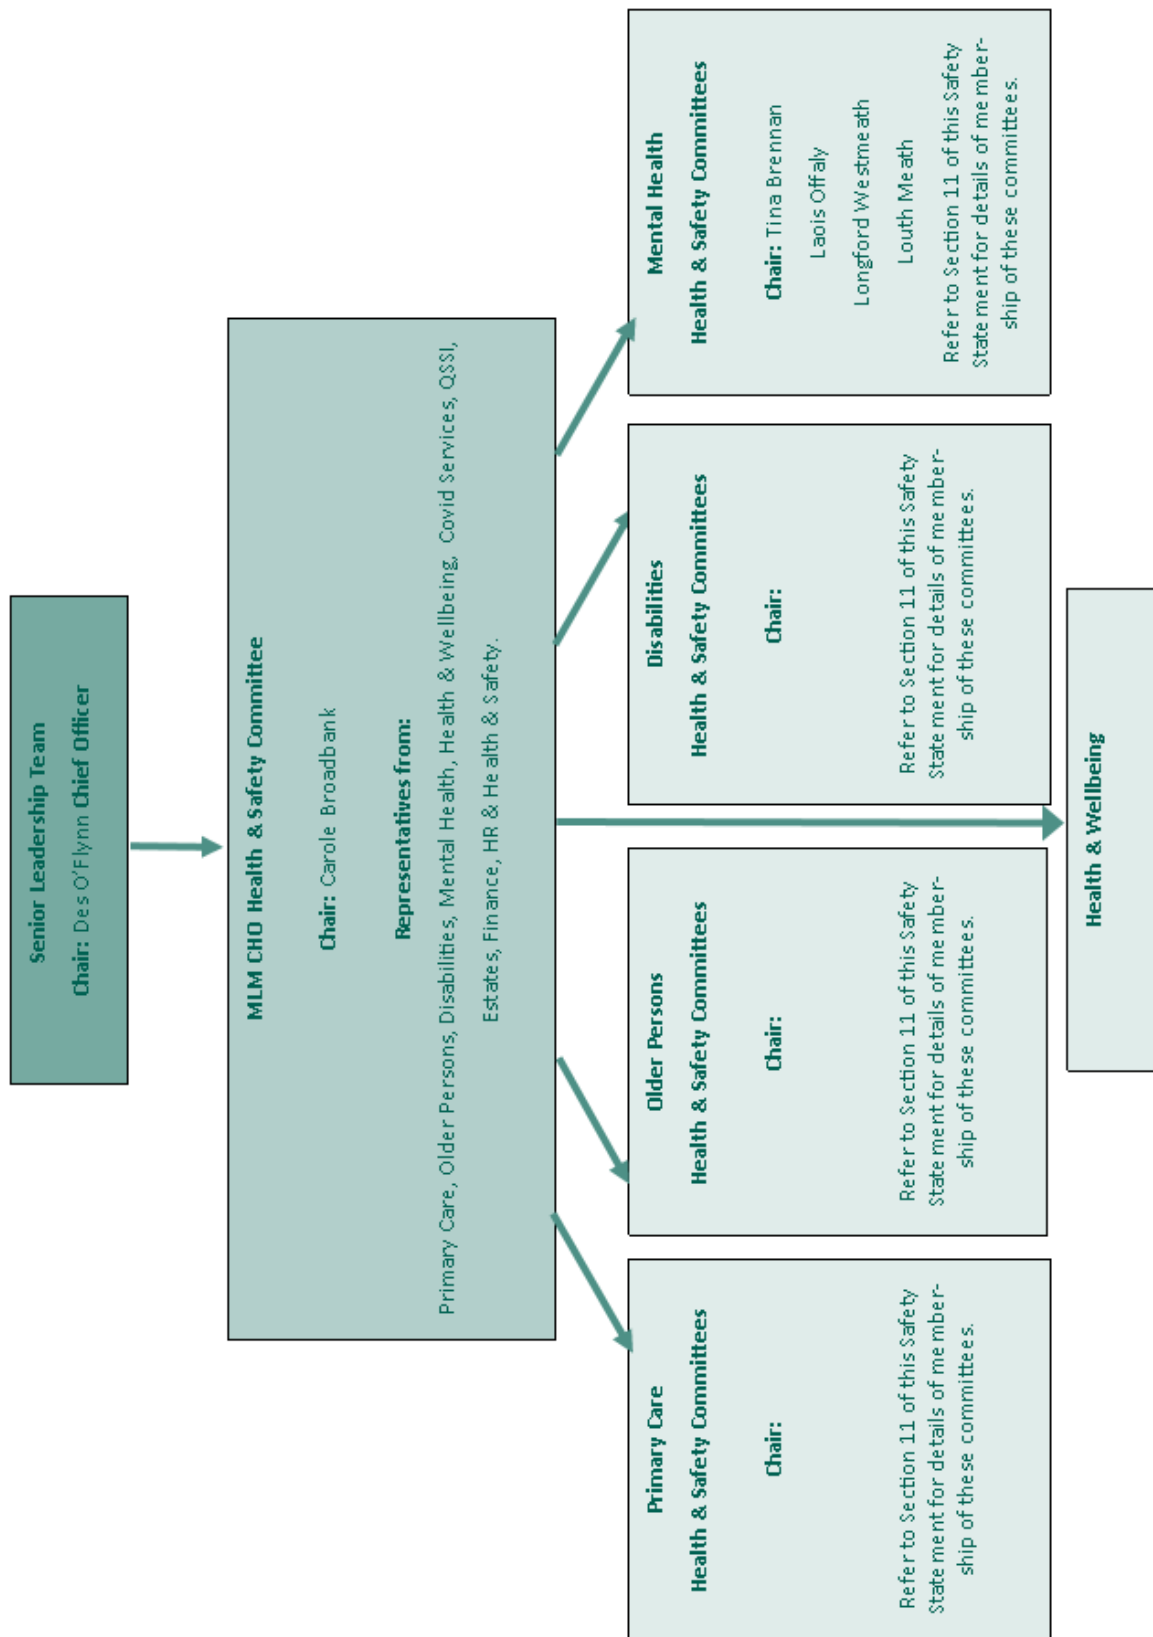 Senior Leadership Team
Chair: Des O'Flynn Chief Officer
MLM CHO Health & Safety Committee
Chair: Carole Broadbank
Representatives from:
Primary Care, Older Persons, Disabilities, Mental Health, Health & Wellbeing, Covid Services, QSSI,
Estates, Finance, HR & Health & Safety.
Primary Care
Health & Safety Committees
Chair:
Refer to Section 11 of this Safety
Statement for details of member-
ship of these committees.
Older Persons
Health & Safety Committees
Chair:
Refer to Section 11 of this Safety
Statement for details of member-
ship of these committees.
Disabilities
Health & Safety Committees
Chair:
Refer to Section 11 of this Safety
Statement for details of member-
ship of these committees.
Mental Health
Health & Safety Committees
Chair: Tina Brennan
Laois Offaly
Longford Westmeath
Louth Meath
Refer to Section 11 of this Safety
Statement for details of member-
ship of these committees.
Health & Wellbeing